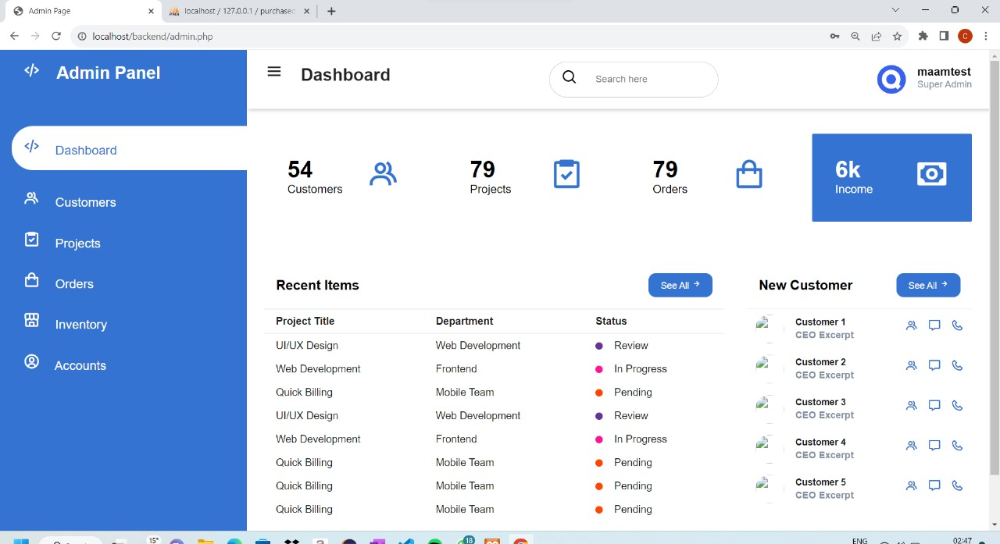 Admin Page
localhost / 127.0.0.1 / purchased
localhost/backend/admin.php
C
</> Admin Panel
Dashboard
Search here
maamtest
Super Admin
</> Dashboard
Customers
Projects
Orders
Inventory
Accounts
54
Customers
79
Projects
79
Orders
6k
Income
Recent Items
See All →
Project Title Department Status
UI/UX Design Web Development Review
Web Development Frontend In Progress
Quick Billing Mobile Team Pending
UI/UX Design Web Development Review
Web Development Frontend In Progress
Quick Billing Mobile Team Pending
Quick Billing Mobile Team Pending
Quick Billing Mobile Team Pending
New Customer
See All →
Customer 1
CEO Excerpt
Customer 2
CEO Excerpt
Customer 3
CEO Excerpt
Customer 4
CEO Excerpt
Customer 5
CEO Excerpt
15°
18
ENG
02:47